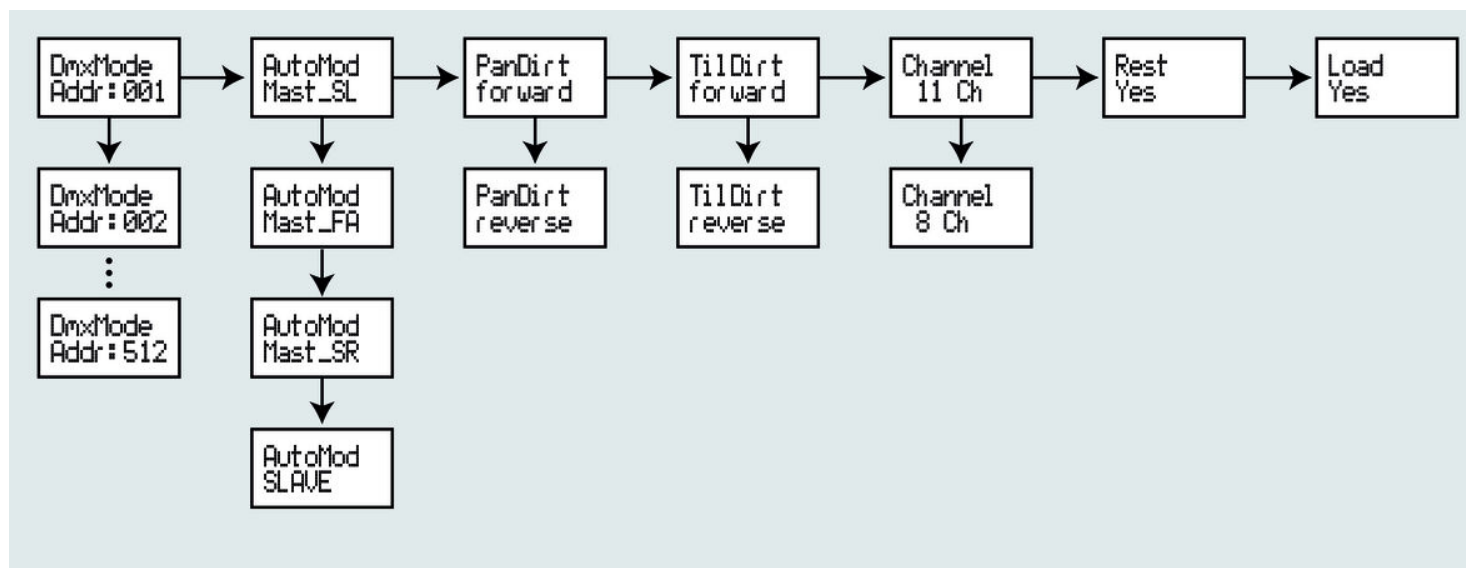 DmxMode
Addr:001
AutoMod
Mast_SL
PanDirt
forward
TilDirt
forward
Channel
11 Ch
Rest
Yes
Load
Yes
DmxMode
Addr:002
AutoMod
Mast_FA
PanDirt
reverse
TilDirt
reverse
Channel
8 Ch
DmxMode
Addr:512
AutoMod
Mast_SR
AutoMod
SLAVE